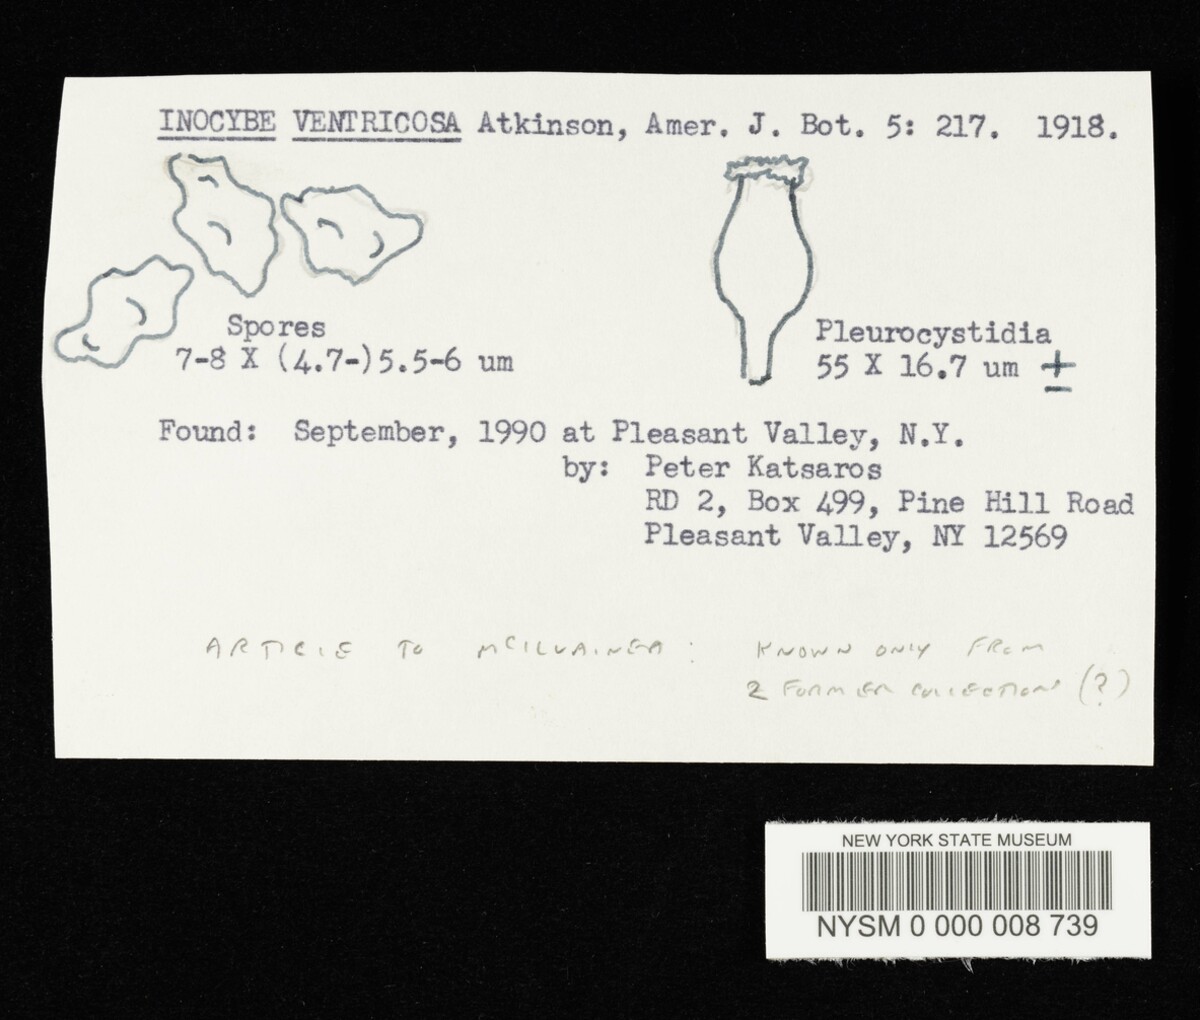 INOCYBE VENTRICOSA Atkinson, Amer. J. Bot. 5: 217. 1918.
Spores
7-8 X (4.7-)5.5-6 um
Pleurocystidia
55 X 16.7 um ±
Found: September, 1990 at Pleasant Valley, N.Y.
by: Peter Katsaros
RD 2, Box 499, Pine Hill Road
Pleasant Valley, NY 12569
ARTICLE TO MCILVAINEA: KNOWN ONLY FROM
2 FORMER COLLECTIONS (?)
NEW YORK STATE MUSEUM
NYSM 0 000 008 739